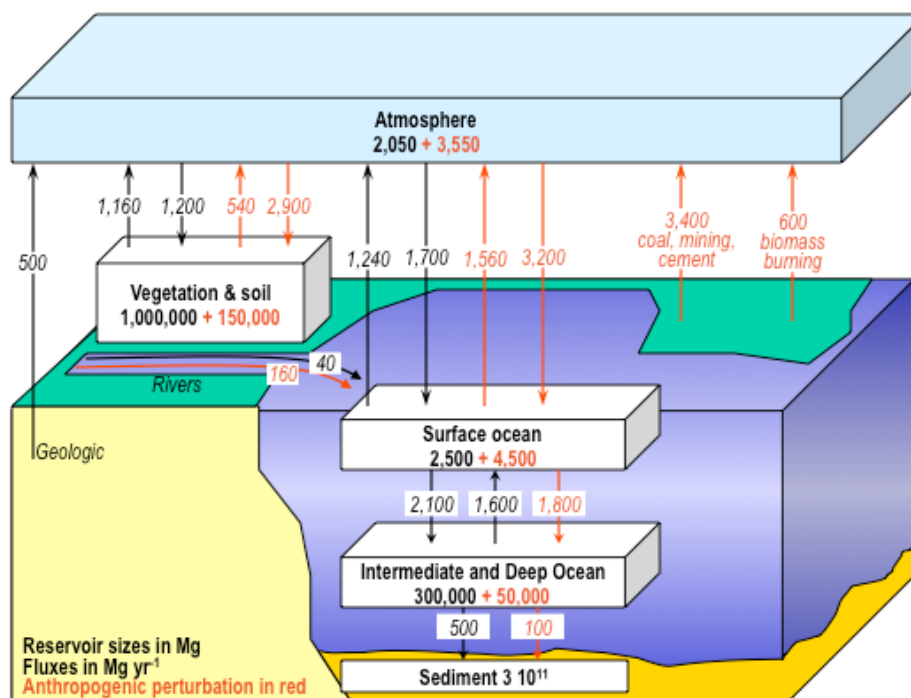 Atmosphere
2,050 + 3,550
500
1,160
1,200
540
2,900
1,240
1,700
1,560
3,200
3,400
coal, mining,
cement
600
biomass
burning
Vegetation & soil
1,000,000 + 150,000
40
160
Rivers
Geologic
Surface ocean
2,500 + 4,500
2,100
1,600
1,800
Intermediate and Deep Ocean
300,000 + 50,000
500
100
Sediment 3 10¹¹
Reservoir sizes in Mg
Fluxes in Mg yr⁻¹
Anthropogenic perturbation in red